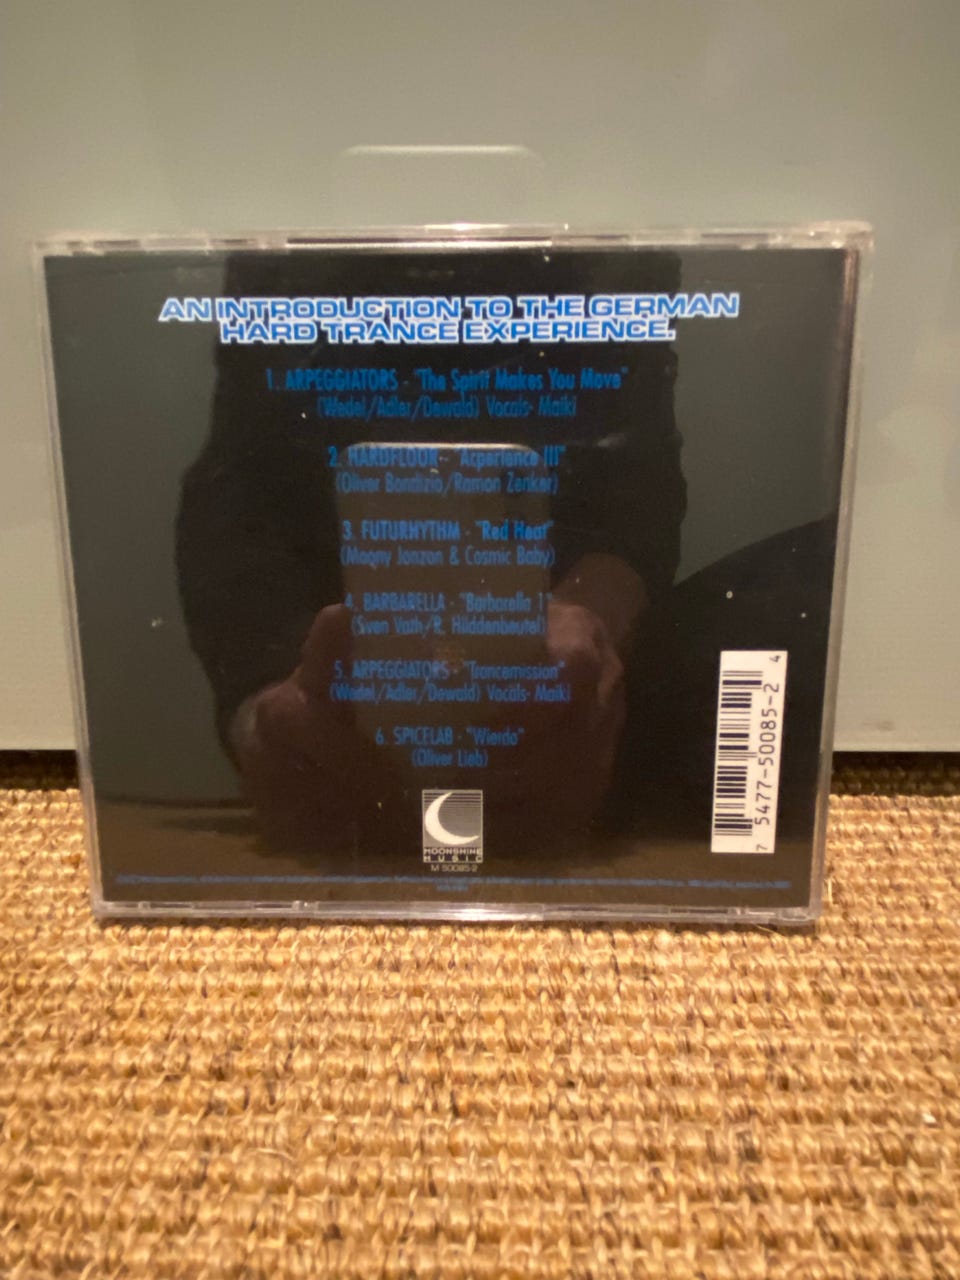 AN INTRODUCTION TO THE GERMAN
HARD TRANCE EXPERIENCE.
1. ARPEGGIATORS - "The Spirit Makes You Move"
(Wedel/Adler/Dewald) Vocals- Maiki
2. HARDFLOOR - "Acperience III"
(Oliver Bondzio/Ramon Zenker)
3. FUTURHYTHM - "Red Heat"
(Magny Jonzon & Cosmic Baby)
4. BARBARELLA - "Barbarella 1"
(Sven Vath/R. Hilddenbeutel)
5. ARPEGGIATORS - "Trancemission"
(Wedel/Adler/Dewald) Vocals- Maiki
6. SPICELAB - "Wierdo"
(Oliver Lieb)
MOONSHINE
MUSIC
M 50085-2
7 5477-50085-2 4